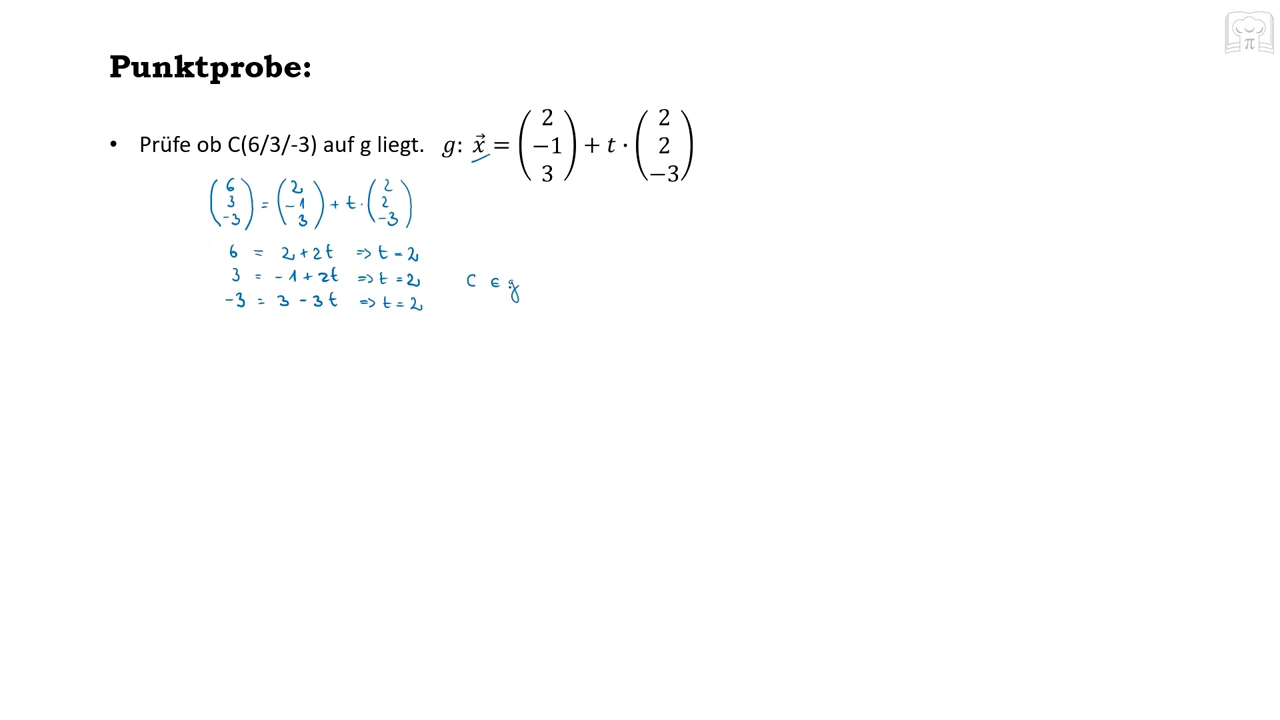 Punktprobe:
• Prüfe ob C(6/3/-3) auf g liegt. g: x⃗ = (2 −1 3) + t · (2 2 −3)
(6 3 -3) = (2 -1 3) + t · (2 2 -3)
6 = 2 + 2t ⇒ t = 2
3 = -1 + 2t ⇒ t = 2 C ∈ g
-3 = 3 - 3t ⇒ t = 2
π